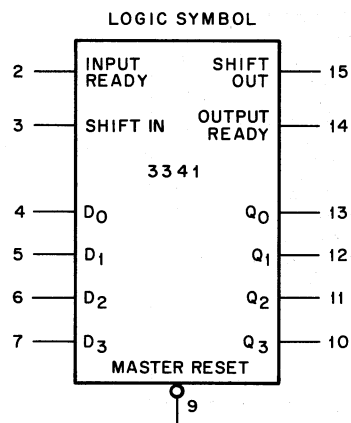 LOGIC SYMBOL
2 INPUT READY SHIFT OUT 15
3 SHIFT IN OUTPUT READY 14
3341
4 D0 Q0 13
5 D1 Q1 12
6 D2 Q2 11
7 D3 Q3 10
MASTER RESET
9